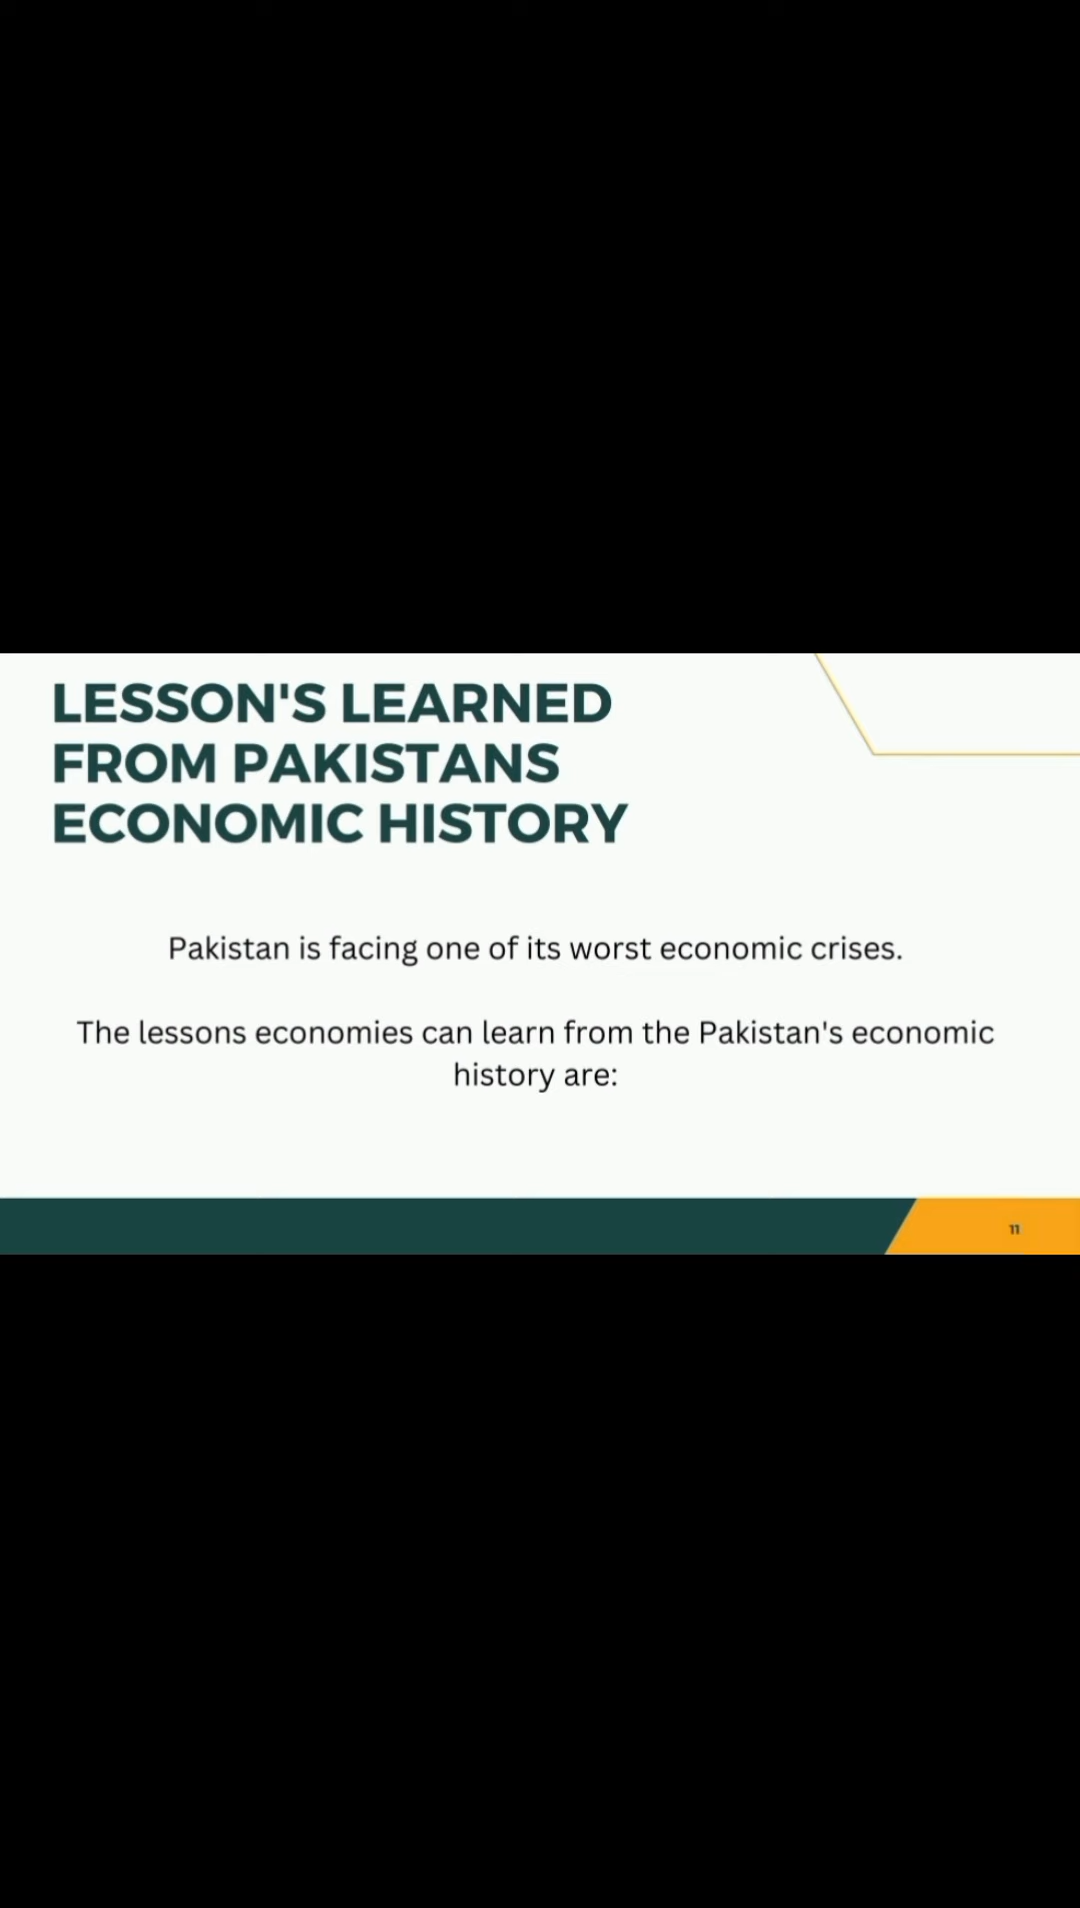 LESSON'S LEARNED
FROM PAKISTANS
ECONOMIC HISTORY
Pakistan is facing one of its worst economic crises.
The lessons economies can learn from the Pakistan's economic
history are:
11